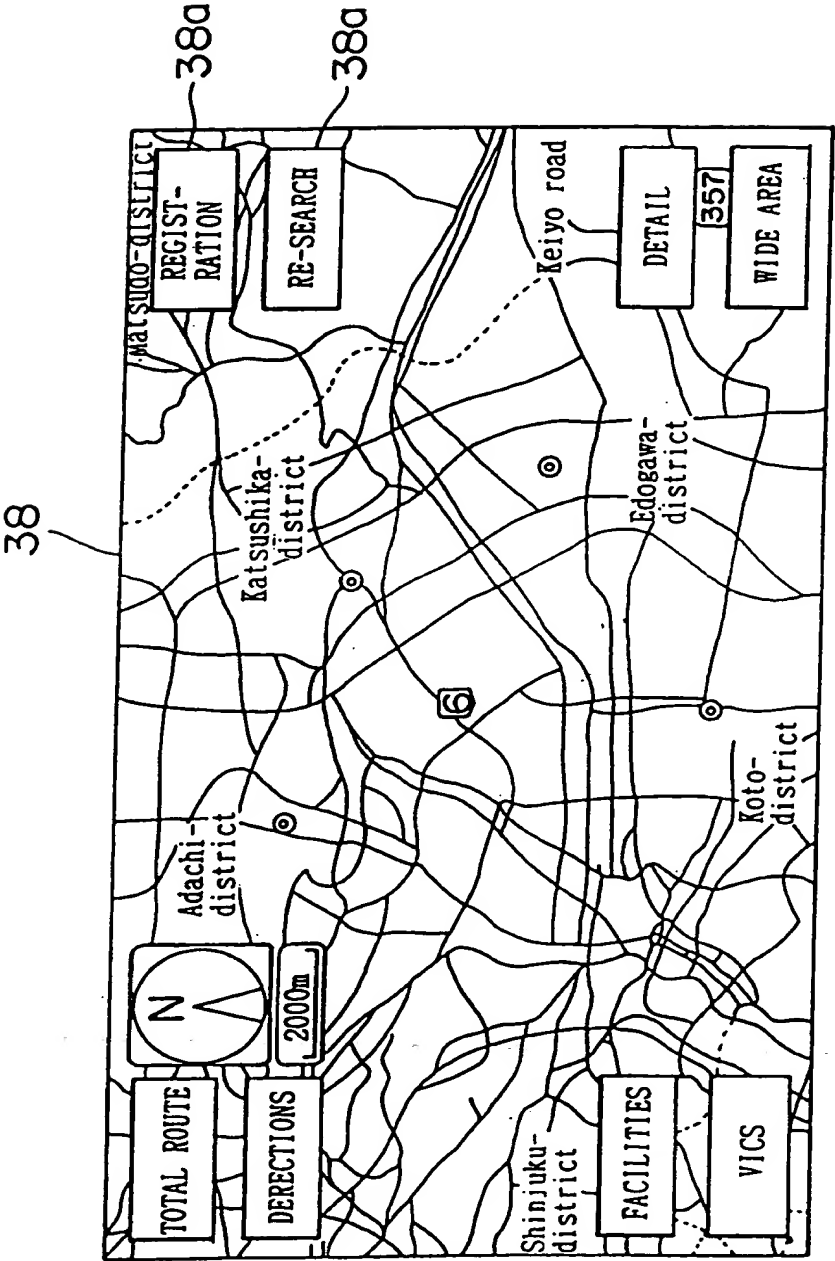 38
Matsudo-district
TOTAL ROUTE
N
REGIST-
RATION
38a
DERECTIONS
2000m
Adachi-
district
Katsushika-
district
RE-SEARCH
38a
6
Shinjuku-
district
Keiyo road
FACILITIES
Edogawa-
district
DETAIL
357
VICS
Koto-
district
WIDE AREA